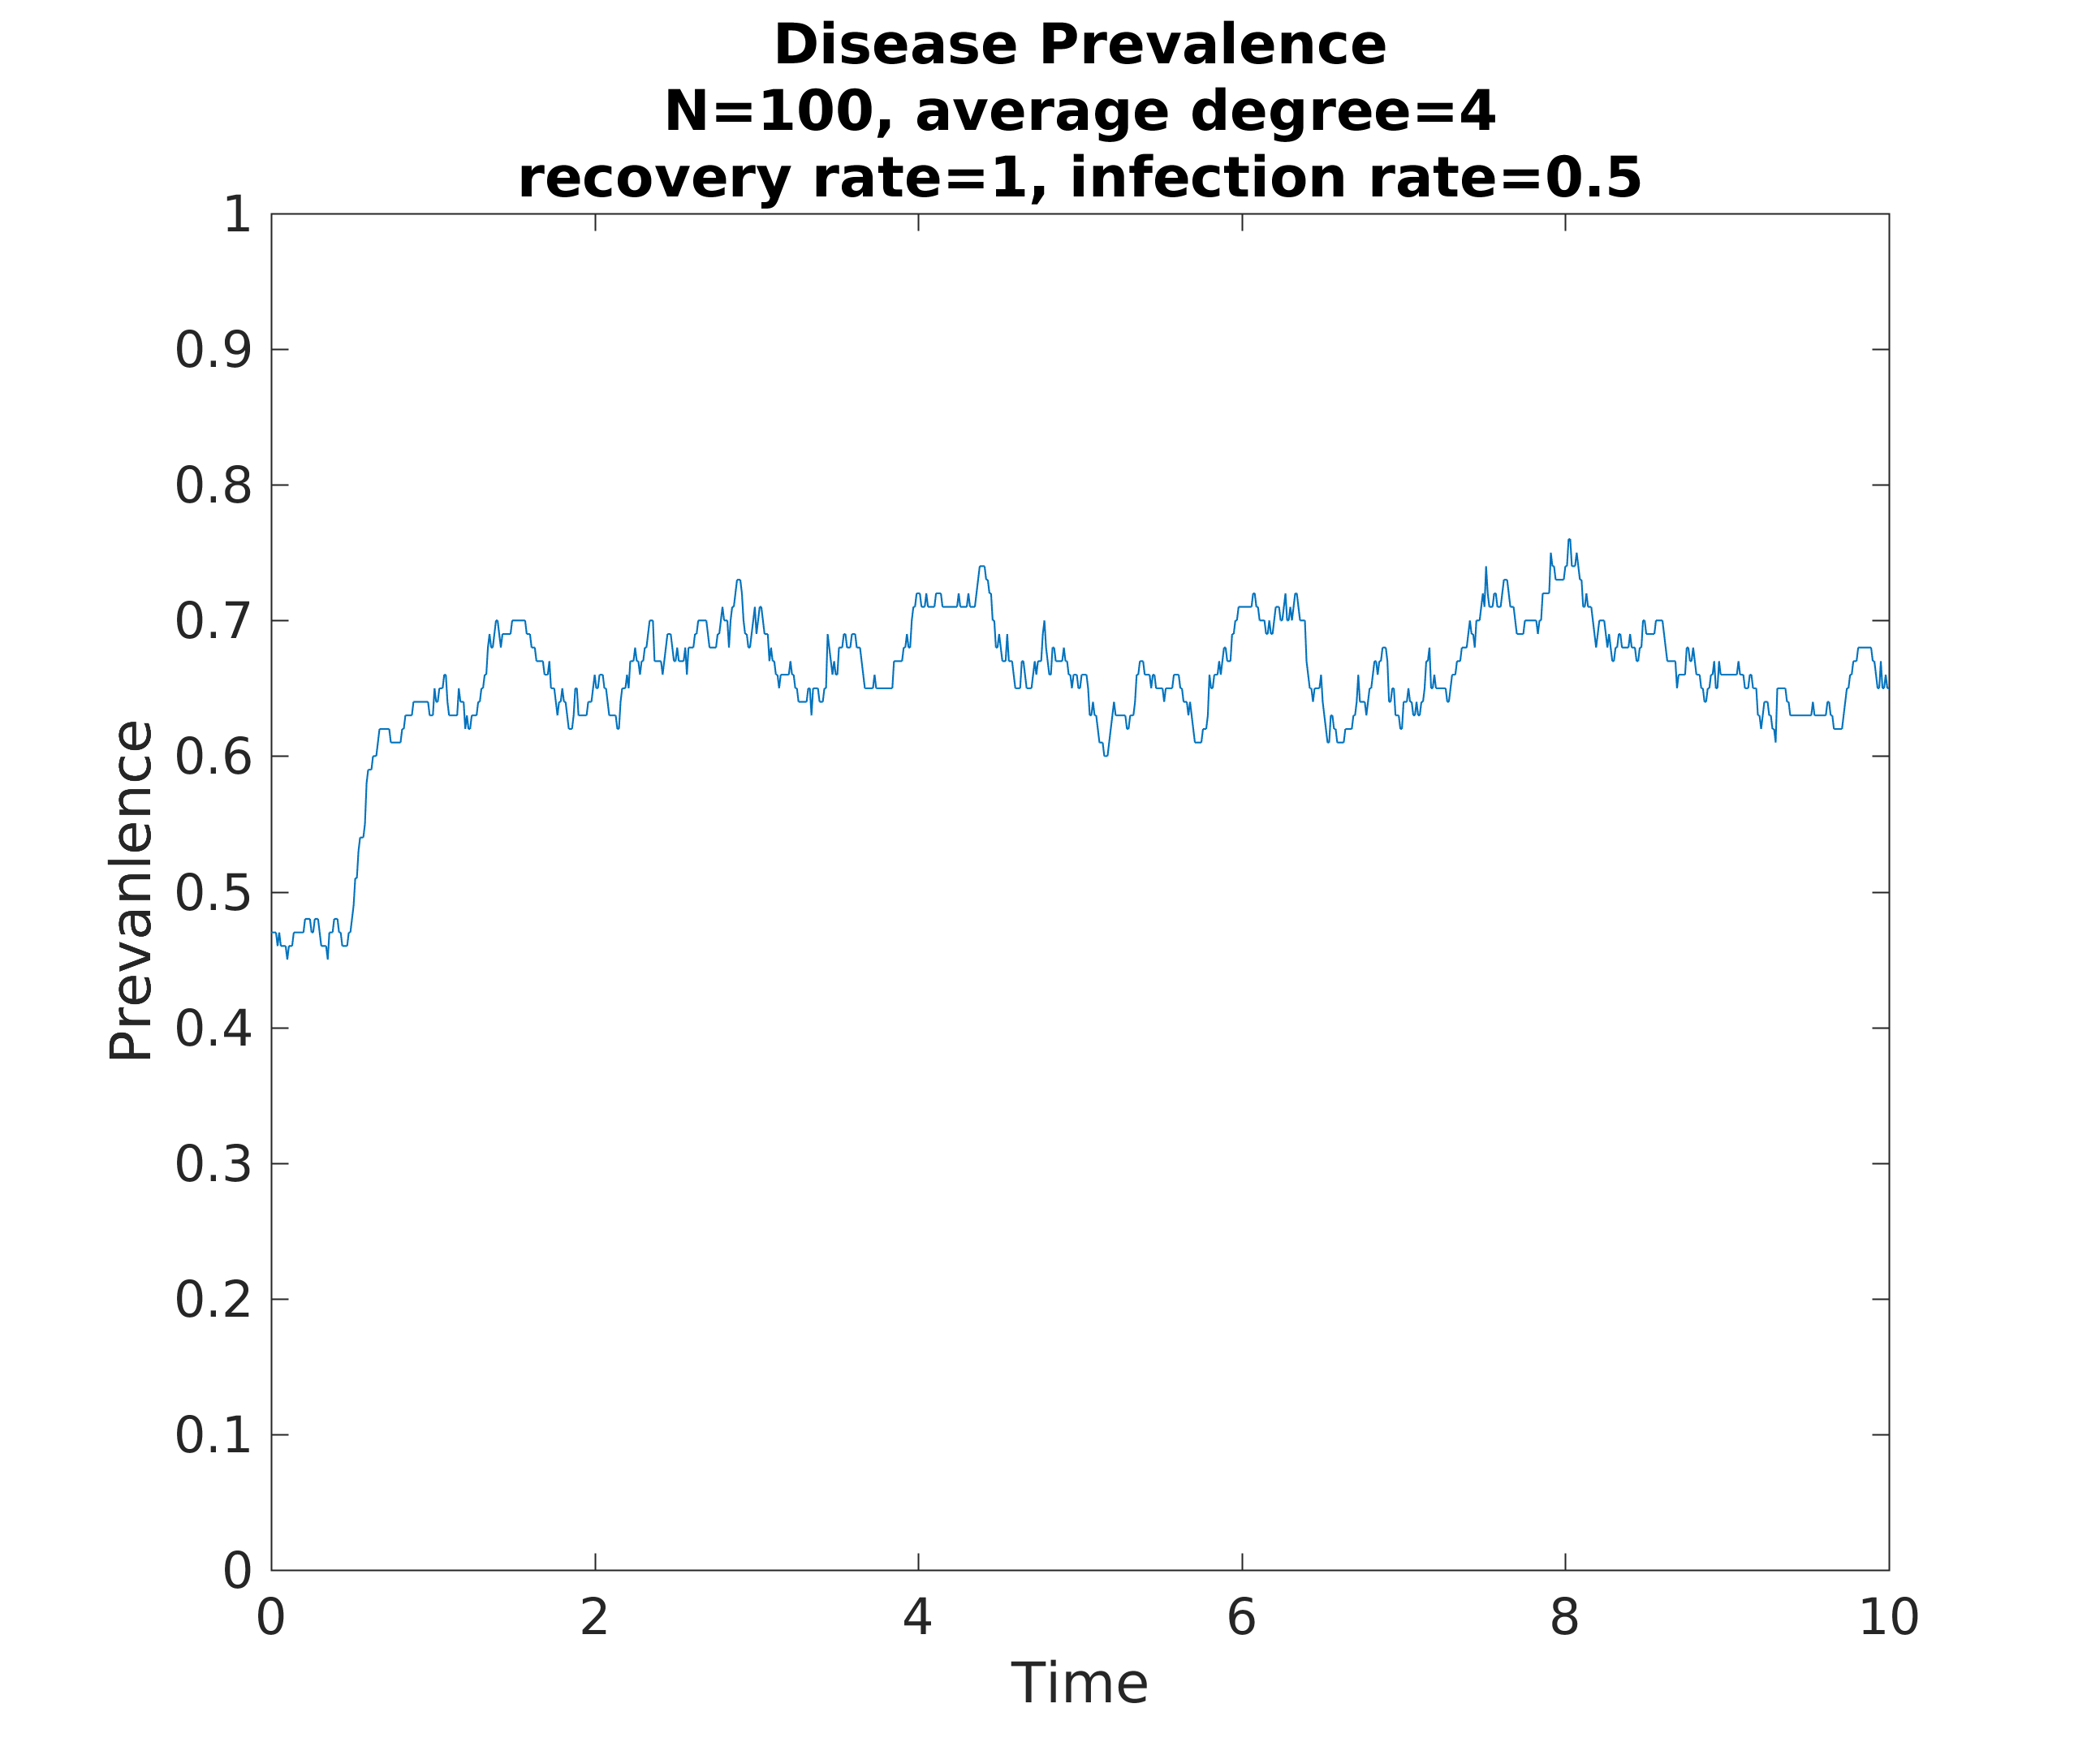 Disease Prevalence
N=100, average degree=4
recovery rate=1, infection rate=0.5
1
0.9
0.8
0.7
0.6
0.5
0.4
0.3
0.2
0.1
0
Prevanlence
0 2 4 6 8 10
Time